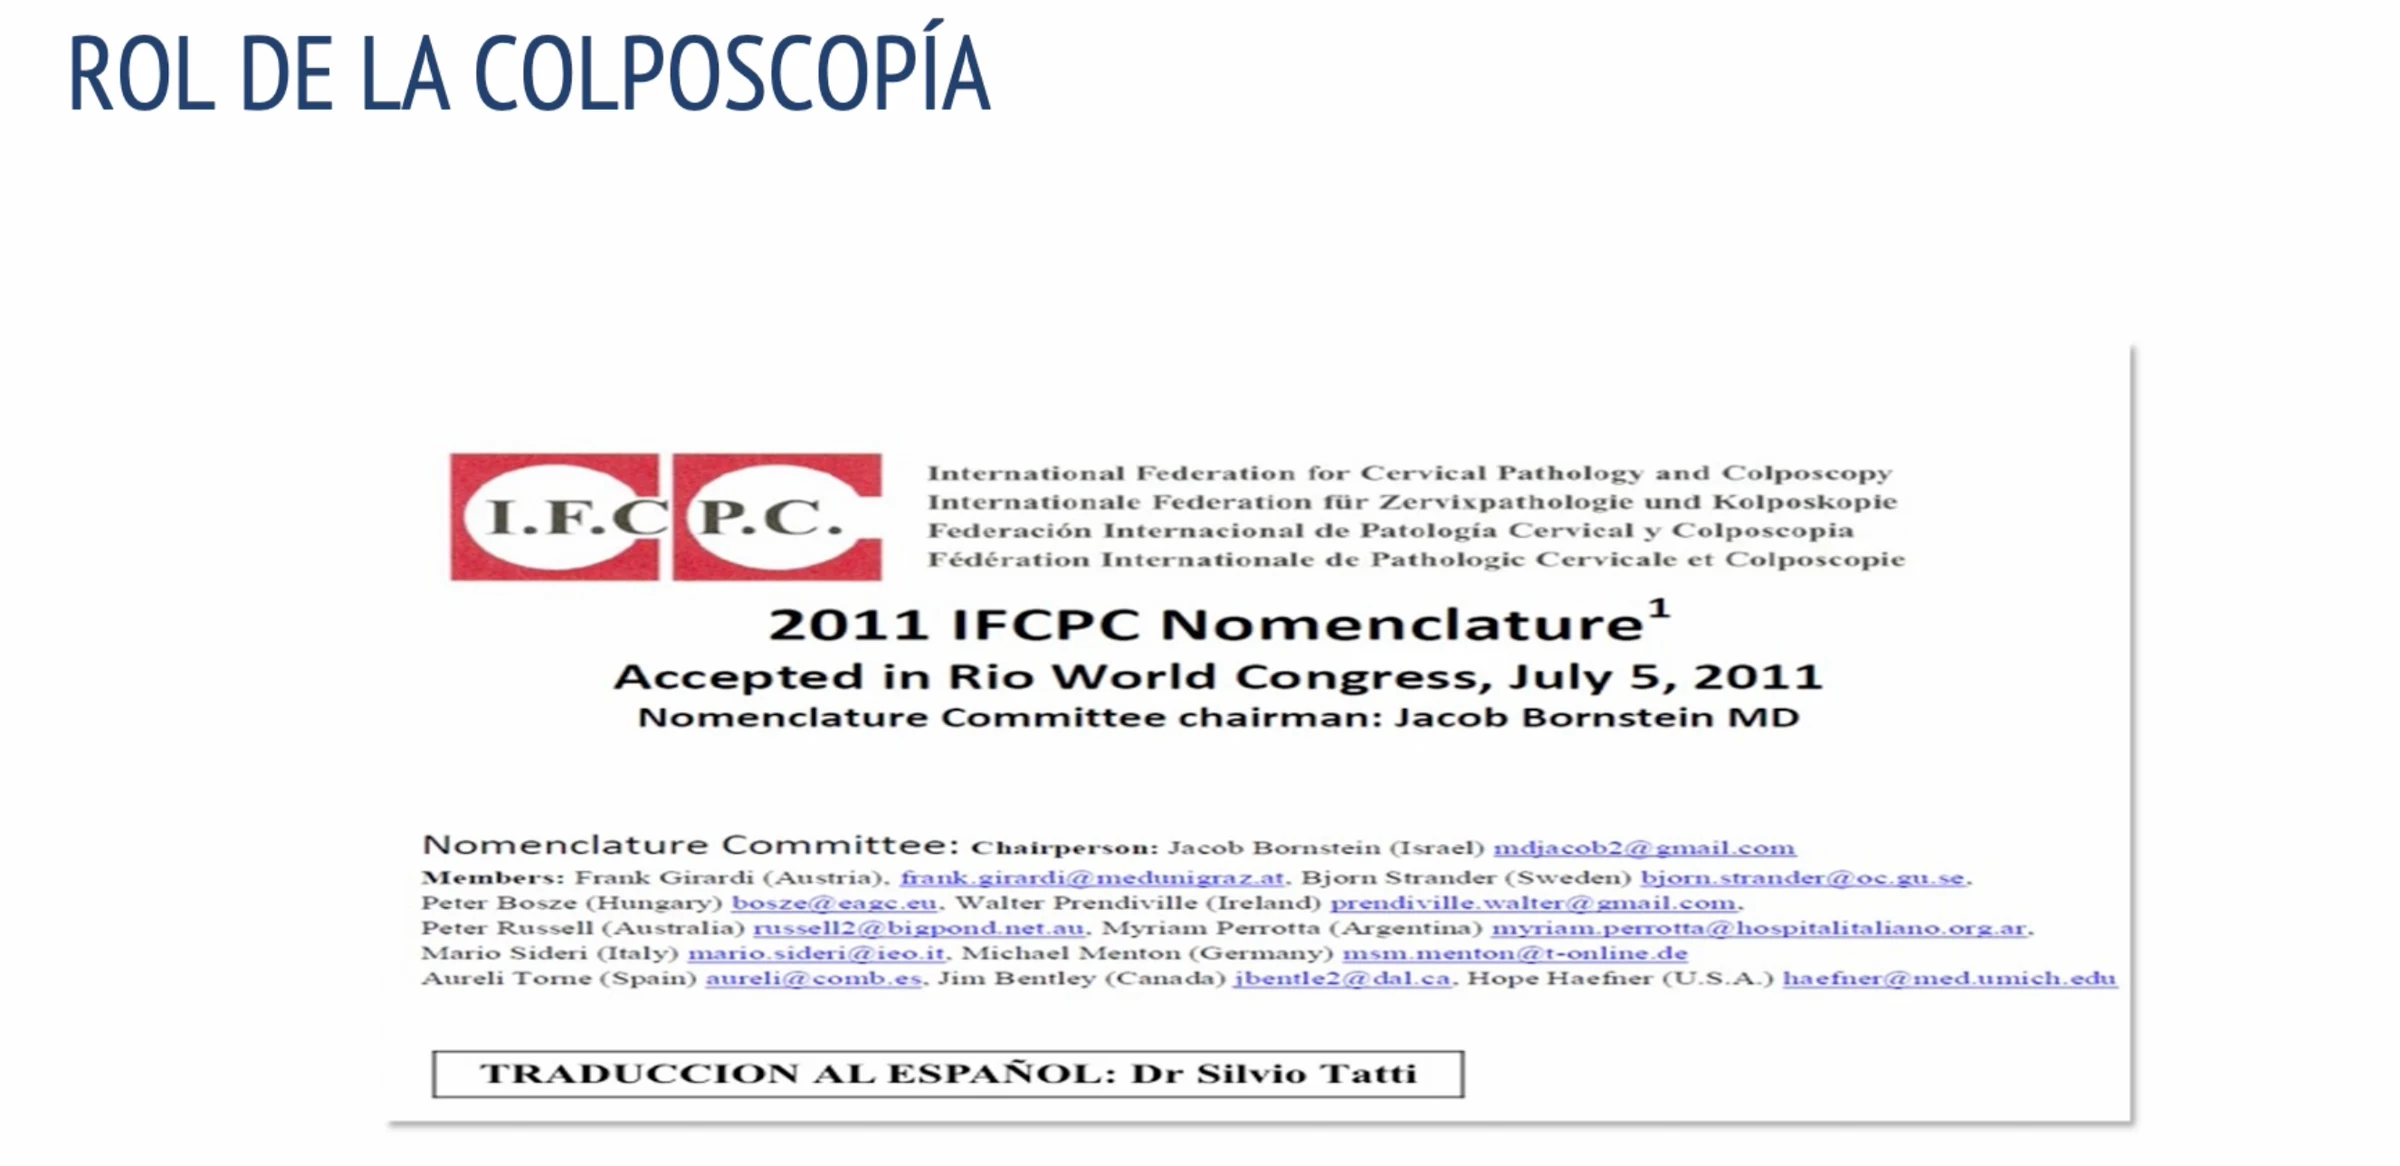 ROL DE LA COLPOSCOPÍA
I.F.C P.C.
International Federation for Cervical Pathology and Colposcopy
Internationale Federation für Zervixpathologie und Kolposkopie
Federación Internacional de Patología Cervical y Colposcopia
Fédération Internationale de Pathologic Cervicale et Colposcopie
2011 IFCPC Nomenclature¹
Accepted in Rio World Congress, July 5, 2011
Nomenclature Committee chairman: Jacob Bornstein MD
Nomenclature Committee: Chairperson: Jacob Bornstein (Israel) mdjacob2@gmail.com
Members: Frank Girardi (Austria), frank.girardi@medunigraz.at, Bjorn Strander (Sweden) bjorn.strander@oc.gu.se,
Peter Bosze (Hungary) bosze@eagc.eu, Walter Prendiville (Ireland) prendiville.walter@gmail.com,
Peter Russell (Australia) russell2@bigpond.net.au, Myriam Perrotta (Argentina) myriam.perrotta@hospitalitaliano.org.ar,
Mario Sideri (Italy) mario.sideri@ieo.it, Michael Menton (Germany) msm.menton@t-online.de
Aureli Torne (Spain) aureli@comb.es, Jim Bentley (Canada) jbentle2@dal.ca, Hope Haefner (U.S.A.) haefner@med.umich.edu
TRADUCCION AL ESPAÑOL: Dr Silvio Tatti